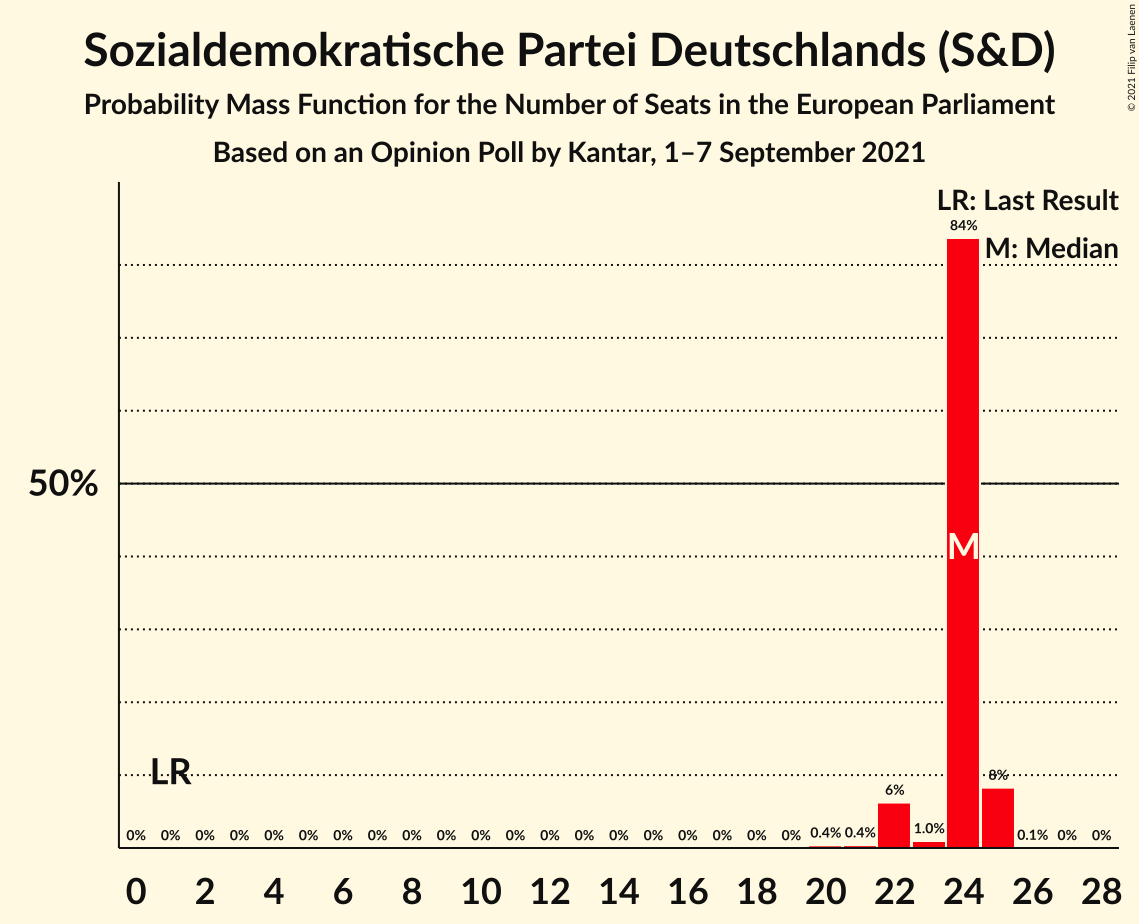 Sozialdemokratische Partei Deutschlands (S&D)
Probability Mass Function for the Number of Seats in the European Parliament
Based on an Opinion Poll by Kantar, 1–7 September 2021
© 2021 Filip van Laenen
LR: Last Result
84%
M: Median
50%
M
LR
8%
6%
0% 0% 0% 0% 0% 0% 0% 0% 0% 0% 0% 0% 0% 0% 0% 0% 0% 0% 0% 0% 0.4% 0.4% 1.0% 0.1% 0% 0%
0 2 4 6 8 10 12 14 16 18 20 22 24 26 28